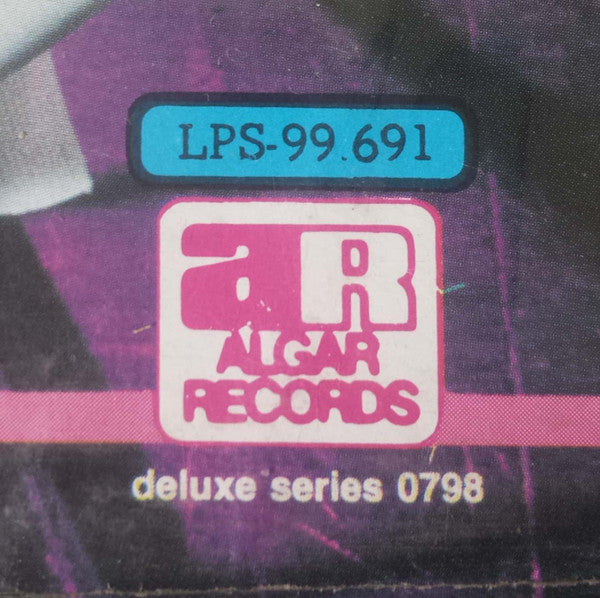 LPS-99.691
aR
ALGAR
RECORDS
deluxe series 0798